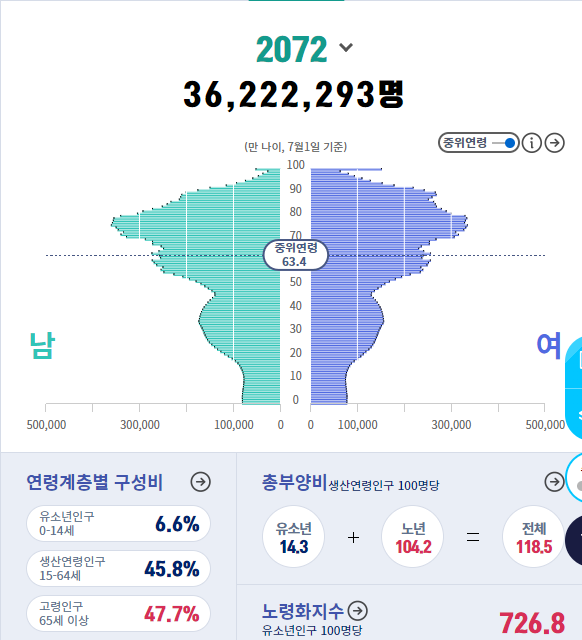 2072
36,222,293명
(만 나이, 7월1일 기준)
중위연령
100
90
80
70
중위연령
63.4
50
40
30
20
10
0
남
여
500,000 300,000 100,000 0 0 100,000 300,000 500,000
연령계층별 구성비
유소년인구
0-14세
6.6%
생산연령인구
15-64세
45.8%
고령인구
65세 이상
47.7%
총부양비 생산연령인구 100명당
유소년
14.3
+
노년
104.2
=
전체
118.5
노령화지수
유소년인구 100명당
726.8